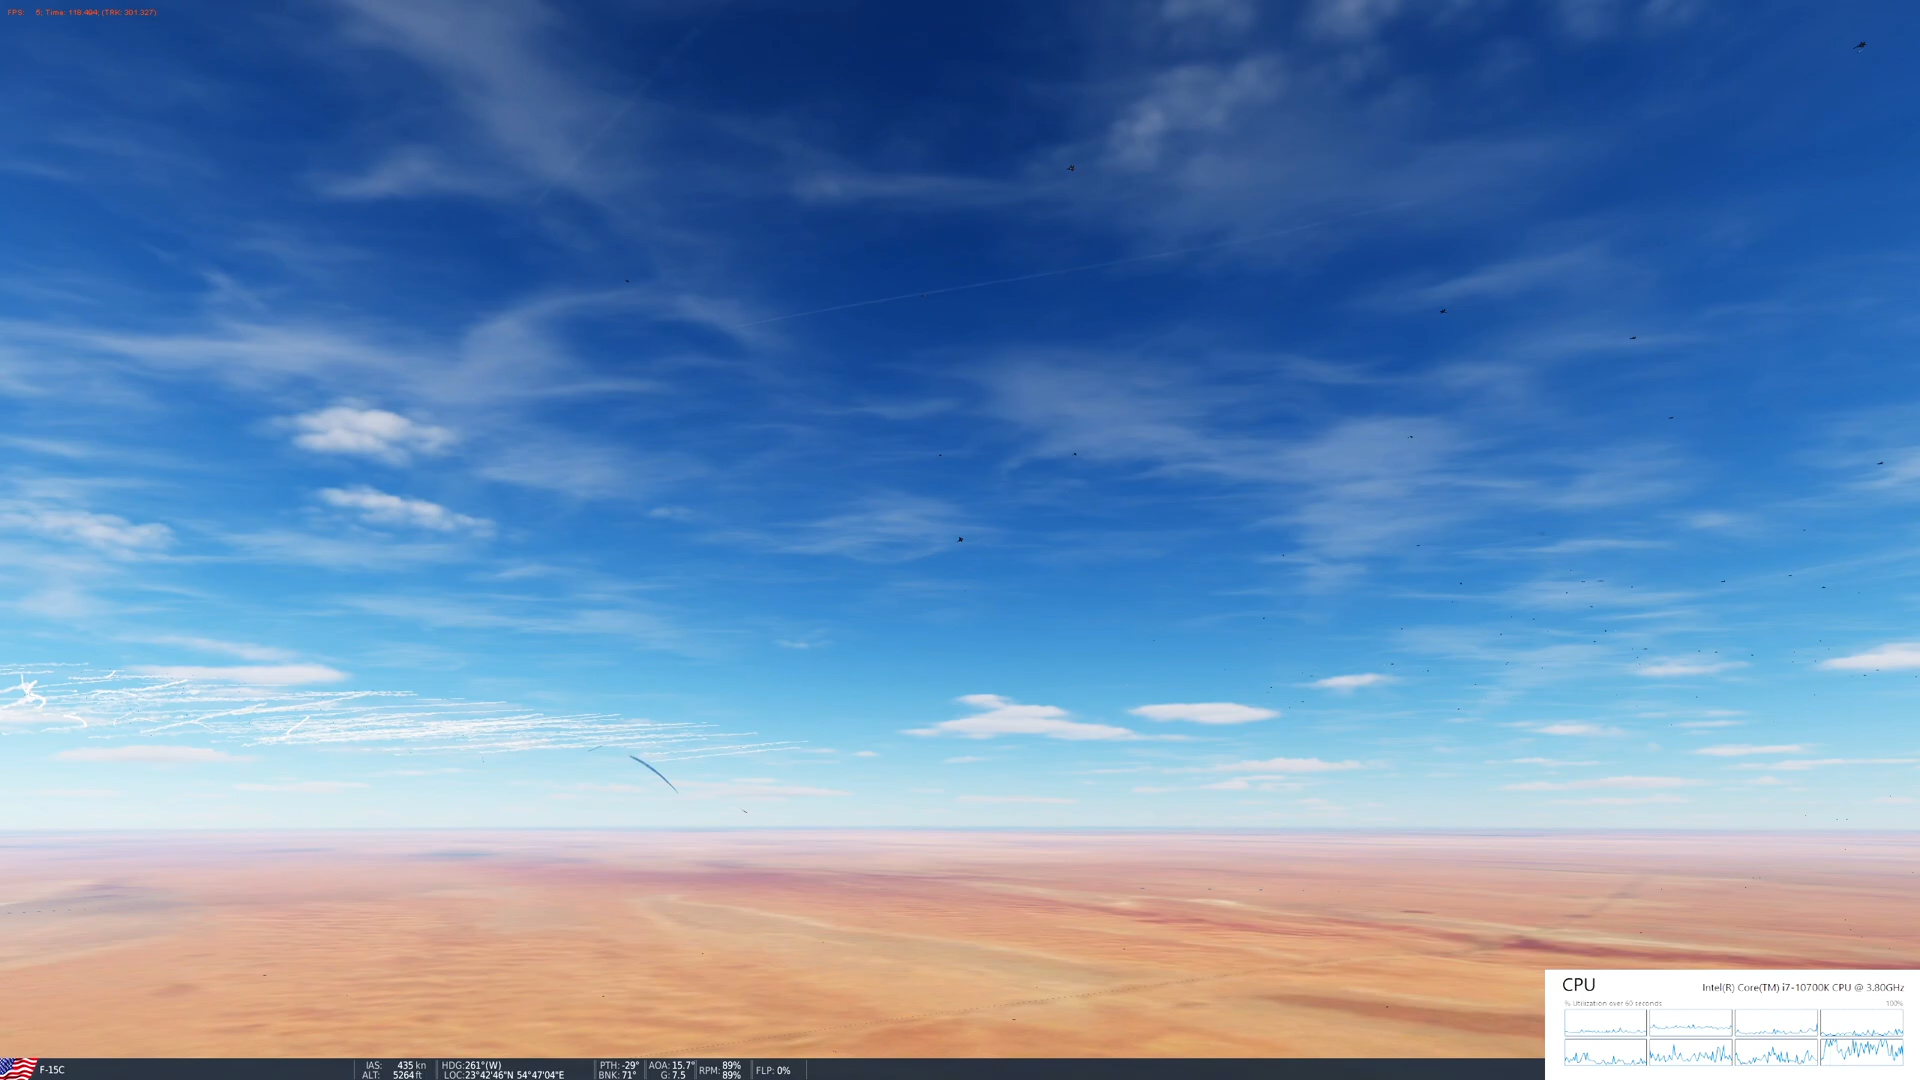 FPS: 5; Time: 118.494; (TRK: 301.327)
CPU
Intel(R) Core(TM) i7-10700K CPU @ 3.80GHz
% Utilization over 60 seconds
100%
F-15C
IAS: 435 kn
ALT: 5264 ft
HDG:261°(W)
LOC:23°42'46"N 54°47'04"E
PTH: -29°
BNK: 71°
AOA: 15.7°
G: 7.5
RPM: 89%
89%
FLP: 0%